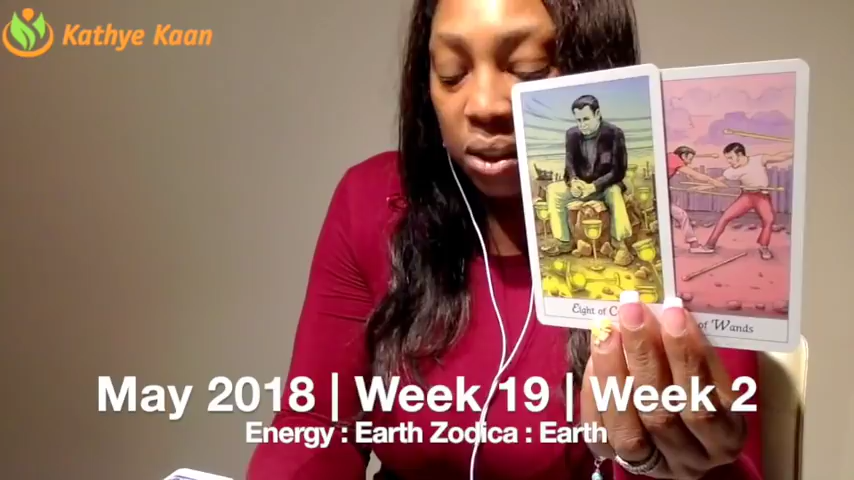 Kathye Kaan
Eight of
of Wands
May 2018 | Week 19 | Week 2
Energy : Earth Zodica : Earth